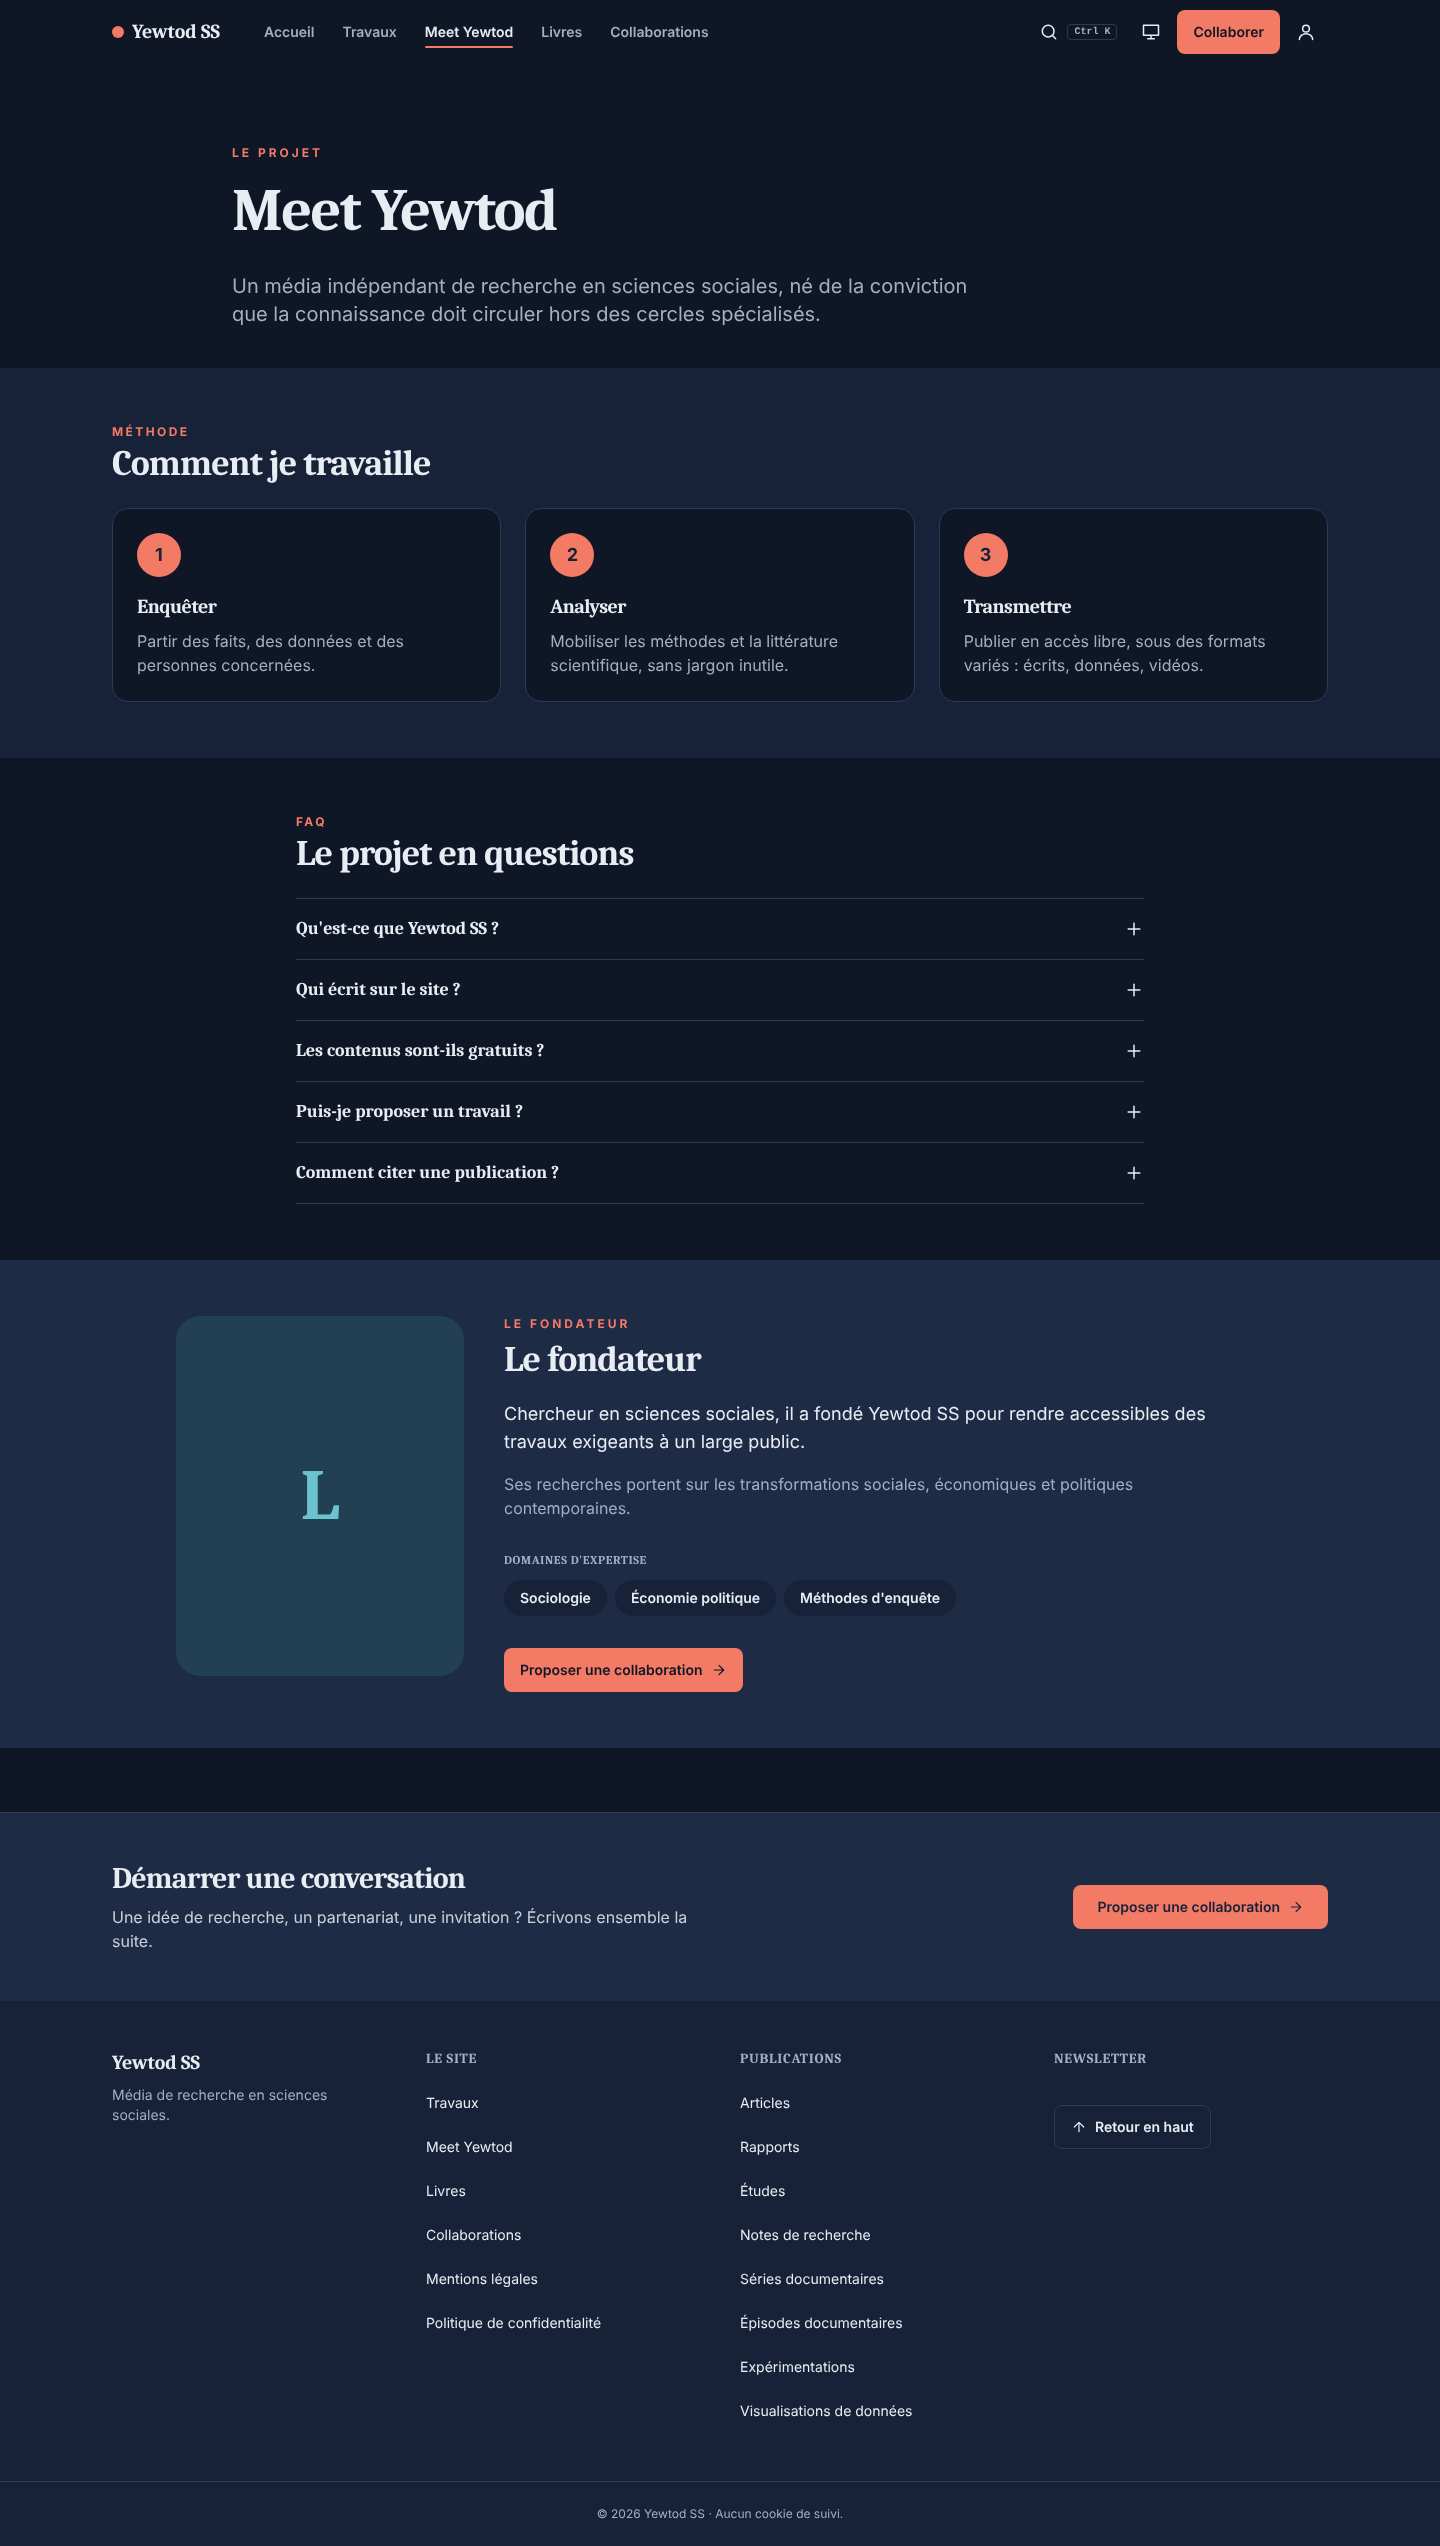 Yewtod SS
Accueil
Travaux
Meet Yewtod
Livres
Collaborations
Ctrl K
Collaborer
LE PROJET
Meet Yewtod
Un média indépendant de recherche en sciences sociales, né de la conviction
que la connaissance doit circuler hors des cercles spécialisés.
MÉTHODE
Comment je travaille
1
Enquêter
Partir des faits, des données et des
personnes concernées.
2
Analyser
Mobiliser les méthodes et la littérature
scientifique, sans jargon inutile.
3
Transmettre
Publier en accès libre, sous des formats
variés : écrits, données, vidéos.
FAQ
Le projet en questions
Qu'est-ce que Yewtod SS ?
Qui écrit sur le site ?
Les contenus sont-ils gratuits ?
Puis-je proposer un travail ?
Comment citer une publication ?
L
LE FONDATEUR
Le fondateur
Chercheur en sciences sociales, il a fondé Yewtod SS pour rendre accessibles des
travaux exigeants à un large public.
Ses recherches portent sur les transformations sociales, économiques et politiques
contemporaines.
DOMAINES D'EXPERTISE
Sociologie
Économie politique
Méthodes d'enquête
Proposer une collaboration
Démarrer une conversation
Une idée de recherche, un partenariat, une invitation ? Écrivons ensemble la
suite.
Proposer une collaboration
Yewtod SS
Média de recherche en sciences
sociales.
LE SITE
Travaux
Meet Yewtod
Livres
Collaborations
Mentions légales
Politique de confidentialité
PUBLICATIONS
Articles
Rapports
Études
Notes de recherche
Séries documentaires
Épisodes documentaires
Expérimentations
Visualisations de données
NEWSLETTER
Retour en haut
© 2026 Yewtod SS · Aucun cookie de suivi.